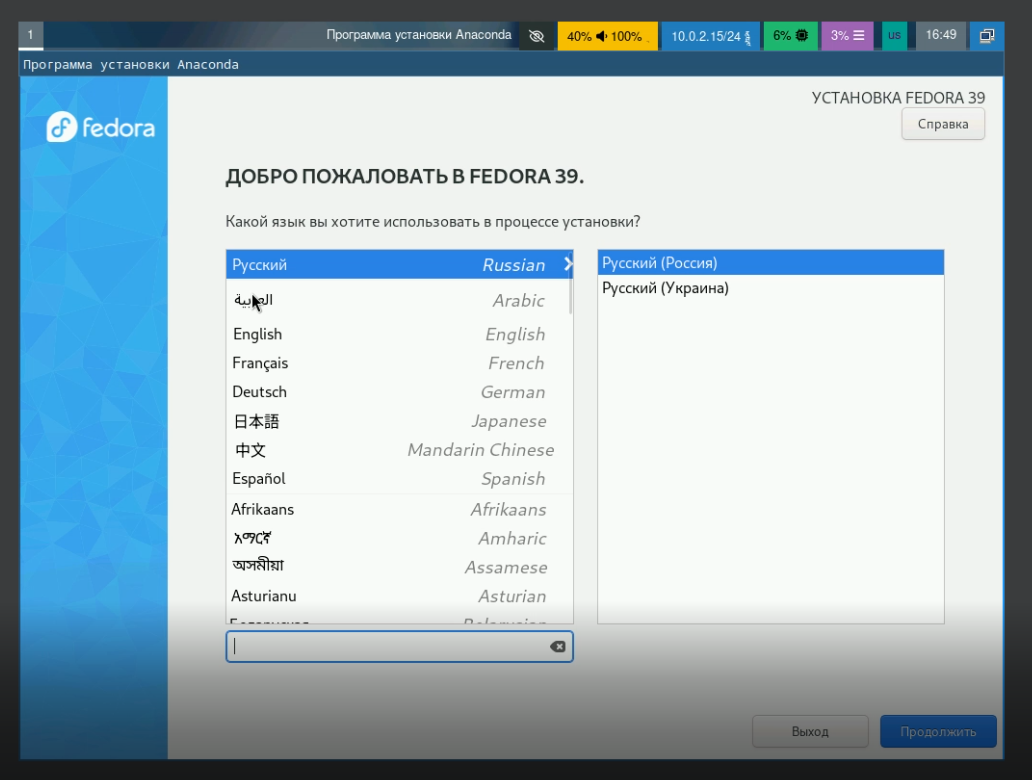 1 Программа установки Anaconda 40% 100% 10.0.2.15/24 6% 3% us 16:49
Программа установки Anaconda
fedora
УСТАНОВКА FEDORA 39
Справка
ДОБРО ПОЖАЛОВАТЬ В FEDORA 39.
Какой язык вы хотите использовать в процессе установки?
Русский Russian
العربية Arabic
English English
Français French
Deutsch German
日本語 Japanese
中文 Mandarin Chinese
Español Spanish
Afrikaans Afrikaans
አማርኛ Amharic
অসমীয়া Assamese
Asturianu Asturian
Русский (Россия)
Русский (Украина)
Выход
Продолжить